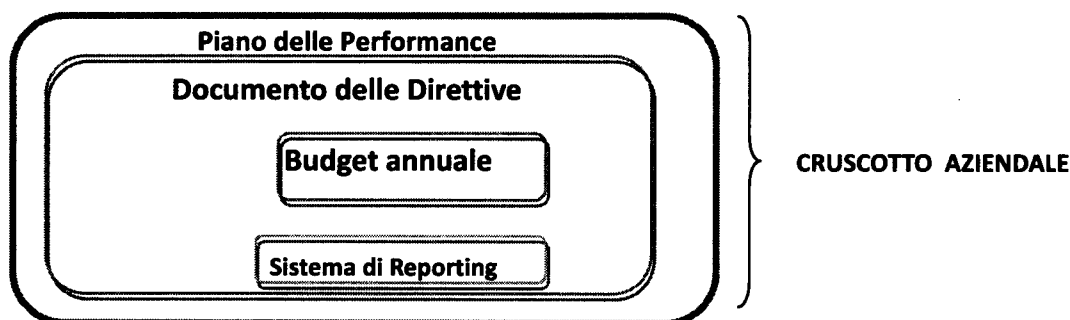 Piano delle Performance
Documento delle Direttive
Budget annuale
CRUSCOTTO AZIENDALE
Sistema di Reporting